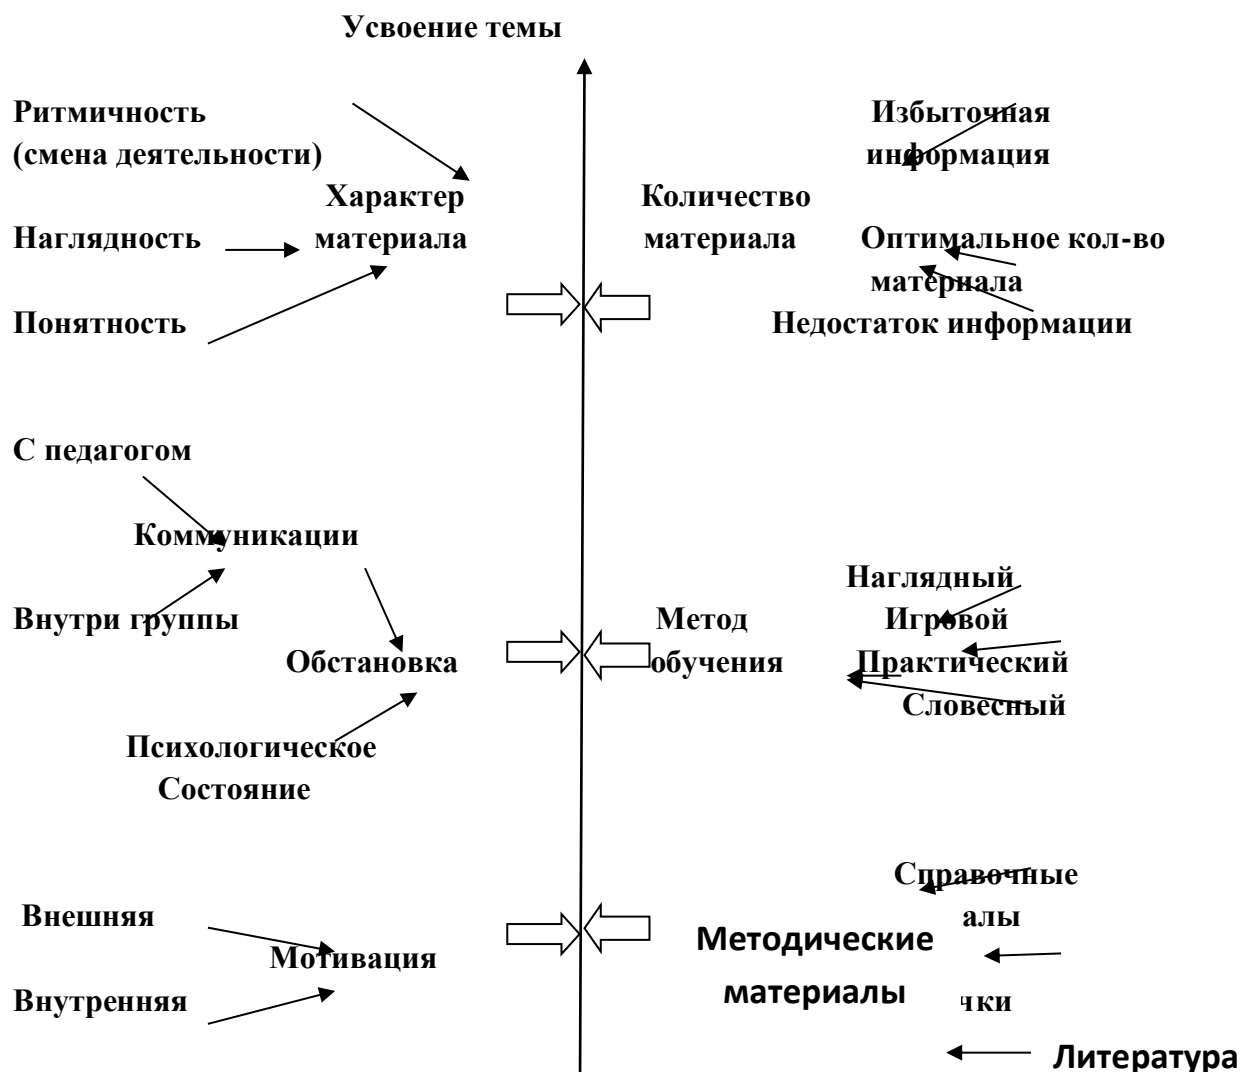 Усвоение темы
Ритмичность
(смена деятельности)
Характер
материала
Наглядность
Понятность
Избыточная
информация
Количество
материала
Оптимальное кол-во
материала
Недостаток информации
С педагогом
Коммуникации
Внутри группы
Обстановка
Психологическое
Состояние
Наглядный
Метод
обучения
Игровой
Практический
Словесный
Внешняя
Мотивация
Внутренняя
Справочные
алы
Методические
материалы
чки
Литература